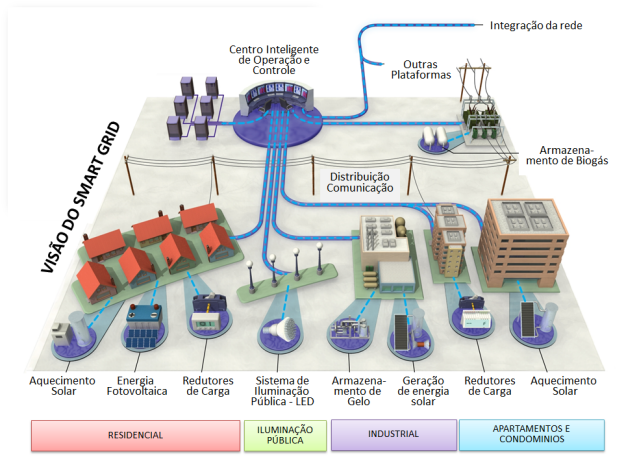 Integração da rede
Centro Inteligente
de Operação e
Controle
Outras
Plataformas
Armazena-
mento de Biogás
VISÃO DO SMART GRID
Distribuição
Comunicação
Aquecimento
Solar
Energia
Fotovoltaica
Redutores
de Carga
Sistema de
Iluminação
Pública - LED
Armazena-
mento de
Gelo
Geração
de energia
solar
Redutores
de Carga
Aquecimento
Solar
RESIDENCIAL
ILUMINAÇÃO
PÚBLICA
INDUSTRIAL
APARTAMENTOS E
CONDOMINIOS